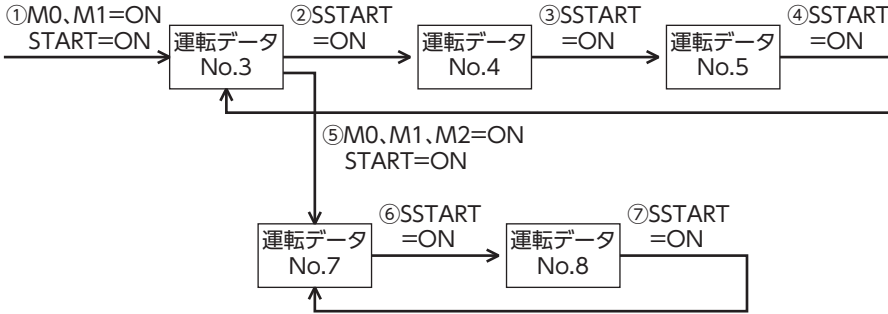 ①M0、M1=ON
START=ON
運転データ
No.3
②SSTART
=ON
運転データ
No.4
③SSTART
=ON
運転データ
No.5
④SSTART
=ON
⑤M0、M1、M2=ON
START=ON
運転データ
No.7
⑥SSTART
=ON
運転データ
No.8
⑦SSTART
=ON